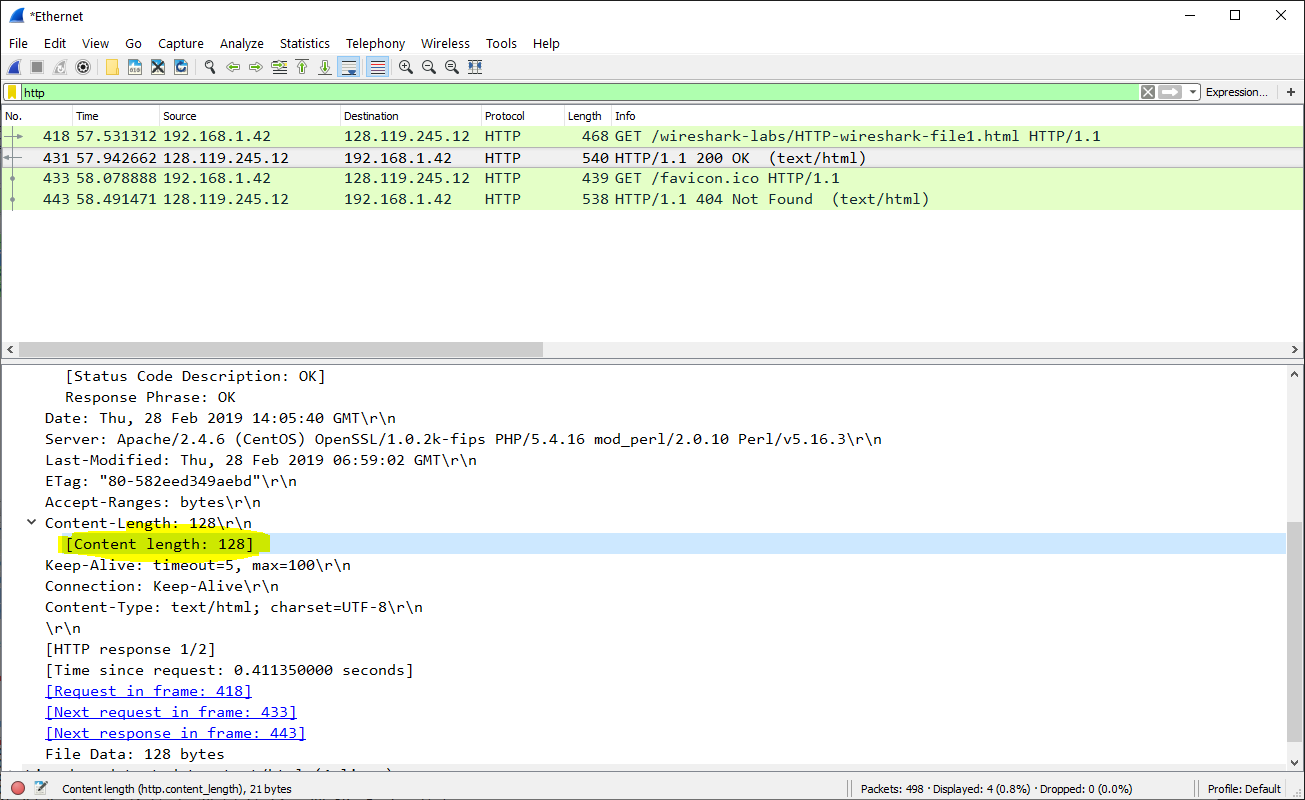 *Ethernet
File Edit View Go Capture Analyze Statistics Telephony Wireless Tools Help
http Expression... +
No. Time Source Destination Protocol Length Info
418 57.531312 192.168.1.42 128.119.245.12 HTTP 468 GET /wireshark-labs/HTTP-wireshark-file1.html HTTP/1.1
431 57.942662 128.119.245.12 192.168.1.42 HTTP 540 HTTP/1.1 200 OK (text/html)
433 58.078888 192.168.1.42 128.119.245.12 HTTP 439 GET /favicon.ico HTTP/1.1
443 58.491471 128.119.245.12 192.168.1.42 HTTP 538 HTTP/1.1 404 Not Found (text/html)
[Status Code Description: OK]
Response Phrase: OK
Date: Thu, 28 Feb 2019 14:05:40 GMT\r\n
Server: Apache/2.4.6 (CentOS) OpenSSL/1.0.2k-fips PHP/5.4.16 mod_perl/2.0.10 Perl/v5.16.3\r\n
Last-Modified: Thu, 28 Feb 2019 06:59:02 GMT\r\n
ETag: "80-582eed349aebd"\r\n
Accept-Ranges: bytes\r\n
Content-Length: 128\r\n
[Content length: 128]
Keep-Alive: timeout=5, max=100\r\n
Connection: Keep-Alive\r\n
Content-Type: text/html; charset=UTF-8\r\n
\r\n
[HTTP response 1/2]
[Time since request: 0.411350000 seconds]
[Request in frame: 418]
[Next request in frame: 433]
[Next response in frame: 443]
File Data: 128 bytes
Content length (http.content_length), 21 bytes Packets: 498 · Displayed: 4 (0.8%) · Dropped: 0 (0.0%) Profile: Default